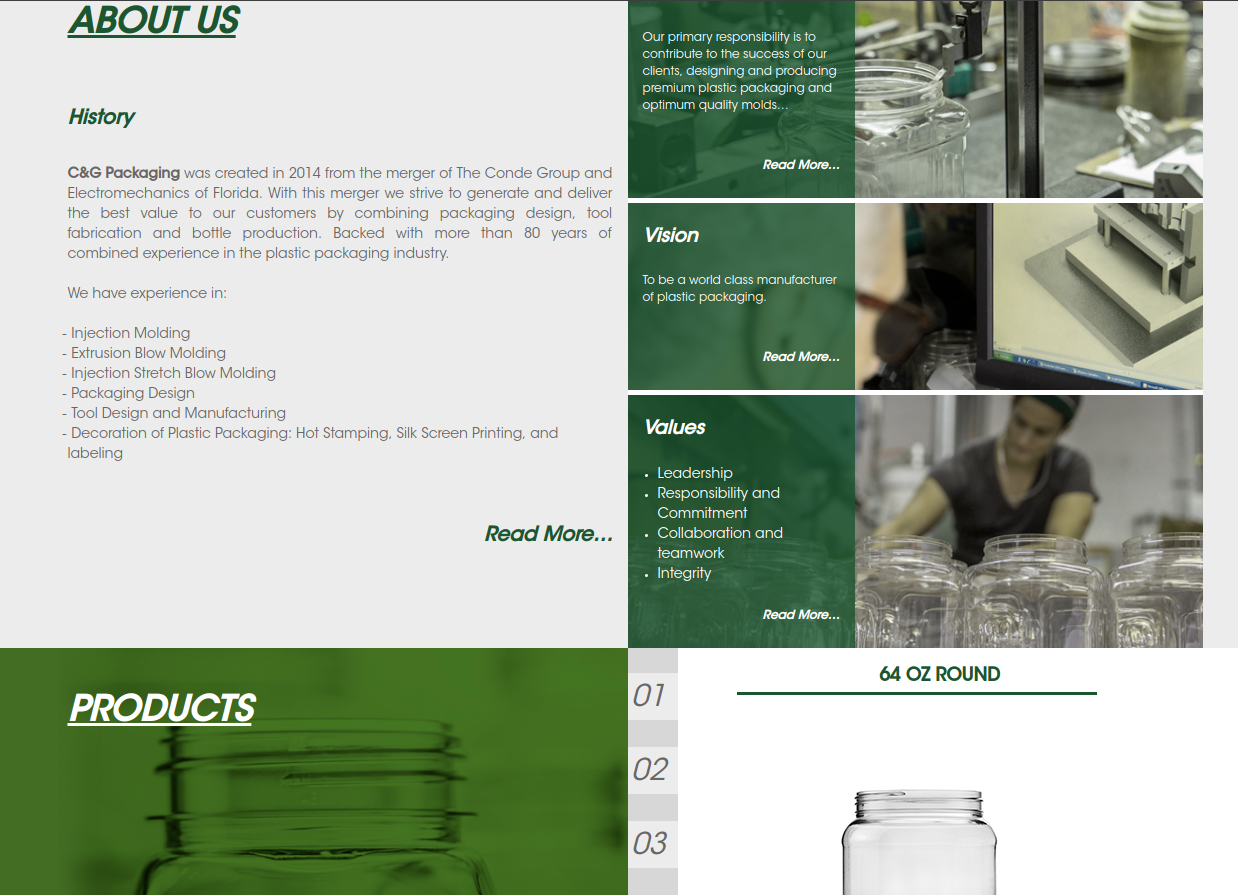 ABOUT US
History
C&G Packaging was created in 2014 from the merger of The Conde Group and
Electromechanics of Florida. With this merger we strive to generate and deliver
the best value to our customers by combining packaging design, tool
fabrication and bottle production. Backed with more than 80 years of
combined experience in the plastic packaging industry.
We have experience in:
- Injection Molding
- Extrusion Blow Molding
- Injection Stretch Blow Molding
- Packaging Design
- Tool Design and Manufacturing
- Decoration of Plastic Packaging: Hot Stamping, Silk Screen Printing, and
labeling
Read More...
Our primary responsibility is to
contribute to the success of our
clients, designing and producing
premium plastic packaging and
optimum quality molds...
Read More...
Vision
To be a world class manufacturer
of plastic packaging.
Read More...
Values
• Leadership
• Responsibility and
Commitment
• Collaboration and
teamwork
• Integrity
Read More...
PRODUCTS
01
02
03
64 OZ ROUND